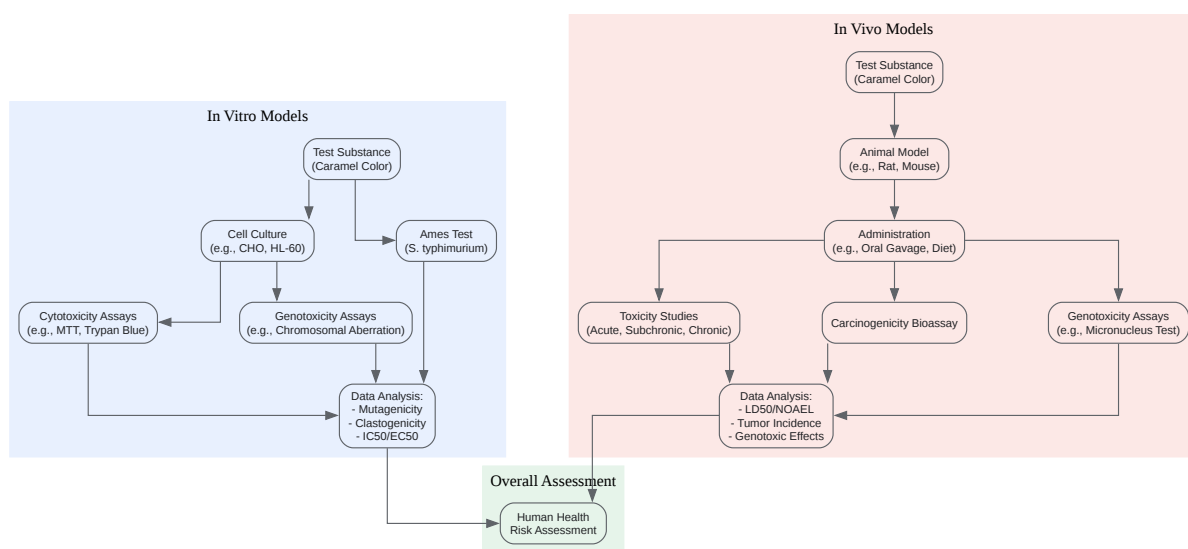 In Vitro Models
Test Substance
(Caramel Color)
Cell Culture
(e.g., CHO, HL-60)
Ames Test
(S. typhimurium)
Cytotoxicity Assays
(e.g., MTT, Trypan Blue)
Genotoxicity Assays
(e.g., Chromosomal Aberration)
Data Analysis:
- Mutagenicity
- Clastogenicity
- IC50/EC50
In Vivo Models
Test Substance
(Caramel Color)
Animal Model
(e.g., Rat, Mouse)
Administration
(e.g., Oral Gavage, Diet)
Toxicity Studies
(Acute, Subchronic, Chronic)
Carcinogenicity Bioassay
Genotoxicity Assays
(e.g., Micronucleus Test)
Data Analysis:
- LD50/NOAEL
- Tumor Incidence
- Genotoxic Effects
Overall Assessment
Human Health
Risk Assessment